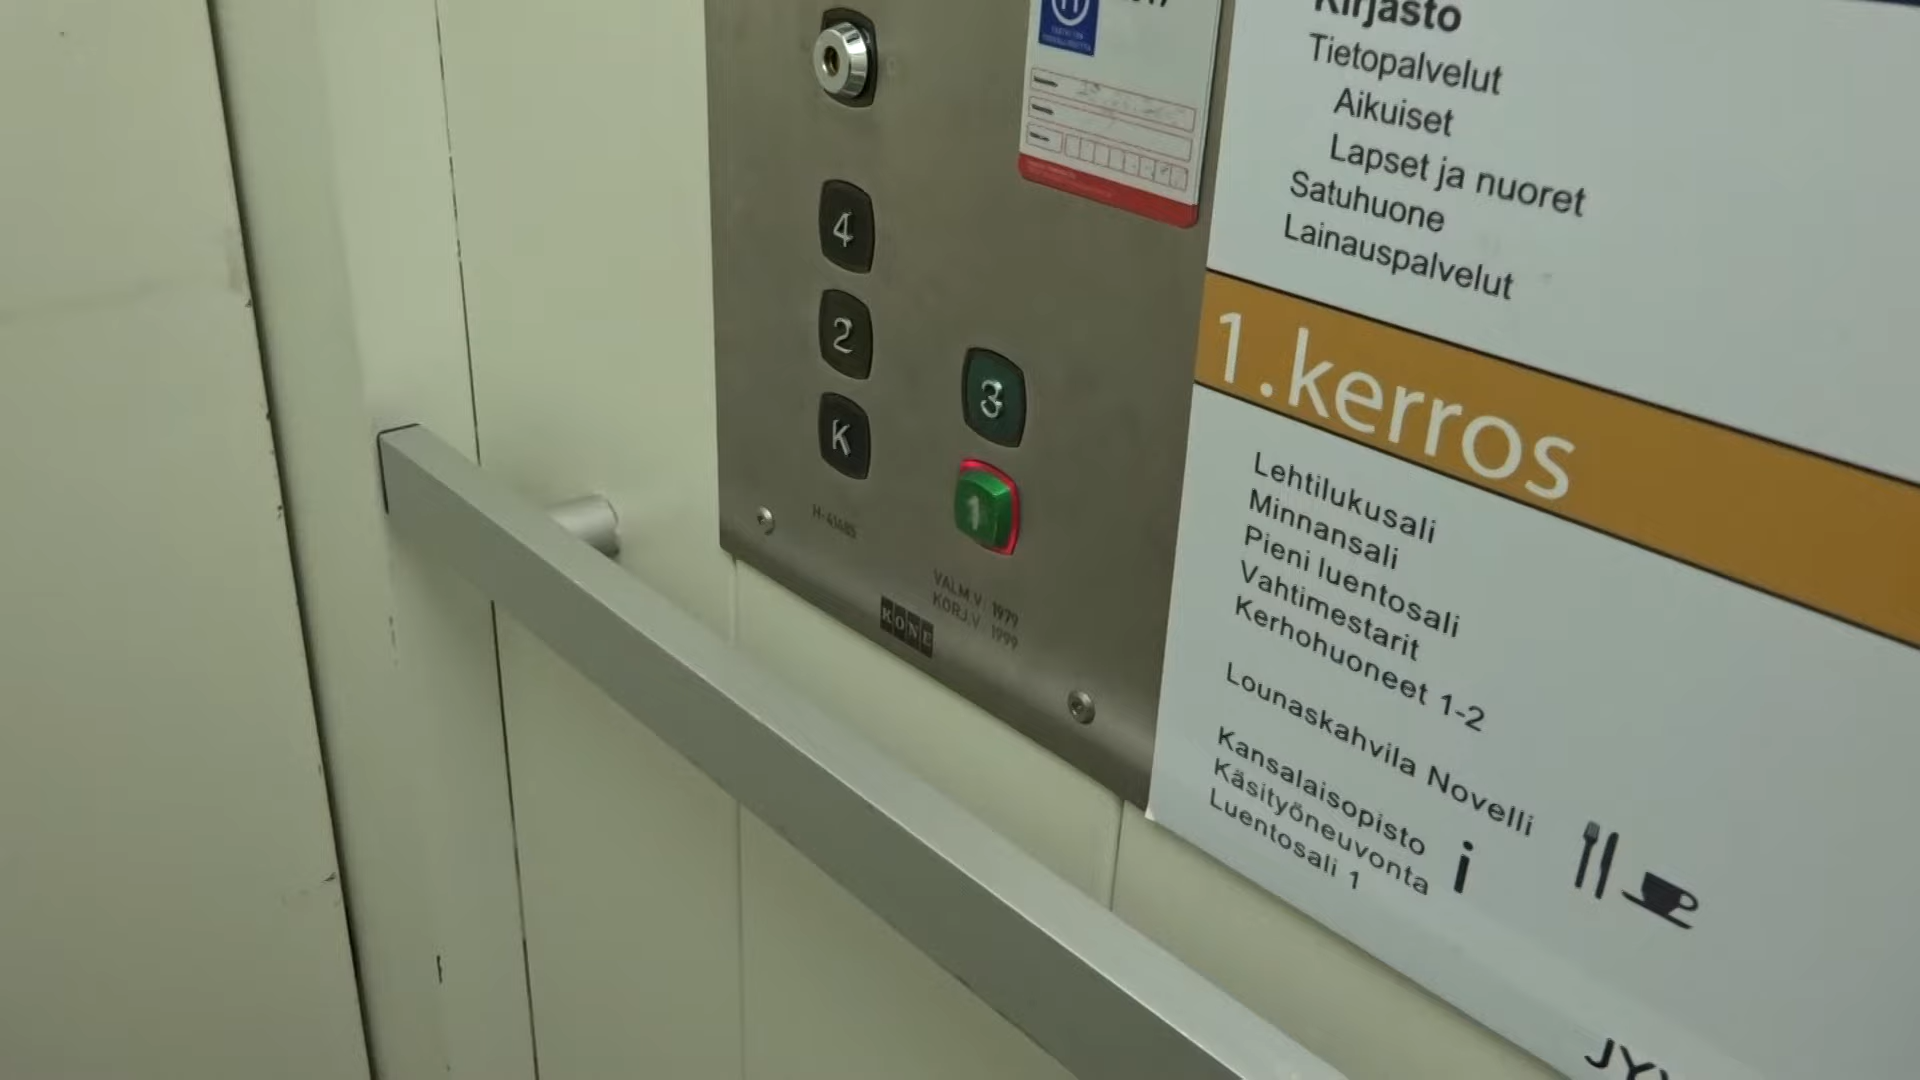 4
2
K
3
1
H-41485
VALM.V. 1979
KORJ.V. 1999
KONE
Kirjasto
Tietopalvelut
Aikuiset
Lapset ja nuoret
Satuhuone
Lainauspalvelut
1.kerros
Lehtilukusali
Minnansali
Pieni luentosali
Vahtimestarit
Kerhohuoneet 1-2
Lounaskahvila Novelli
Kansalaisopisto
Käsityöneuvonta
Luentosali 1
i